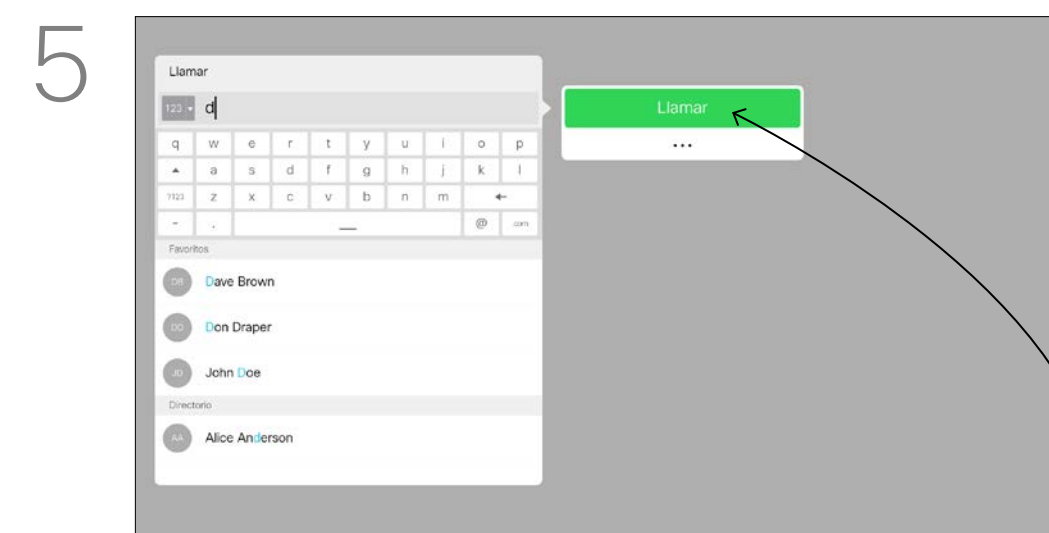 5
Llamar
123 d
Llamar
...
q w e r t y u i o p
a s d f g h j k l
?123 z x c v b n m
- . @ .com
Favoritos
DB Dave Brown
DD Don Draper
JD John Doe
Directorio
AA Alice Anderson